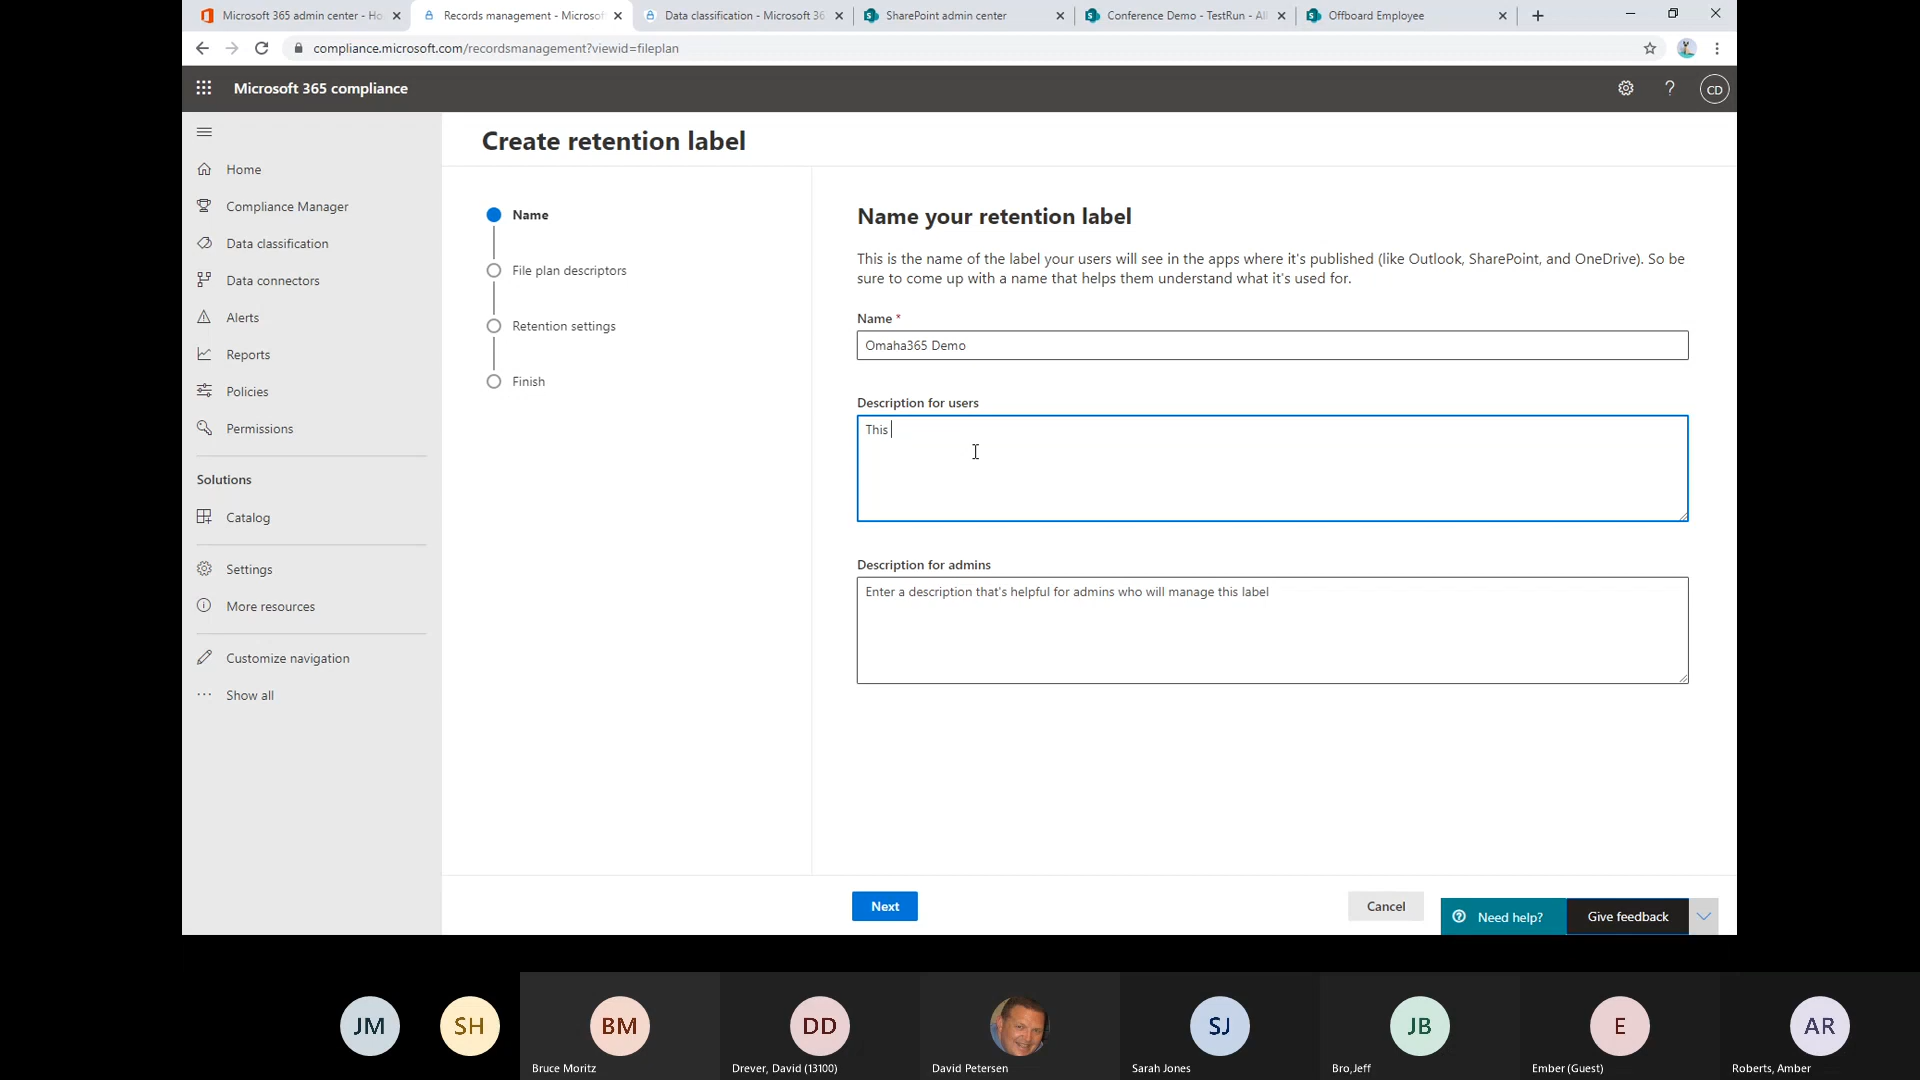 Microsoft 365 admin center - Ho
Records management - Microsof
Data classification - Microsoft 36
SharePoint admin center
Conference Demo - TestRun - All
Offboard Employee
compliance.microsoft.com/recordsmanagement?viewid=fileplan
Microsoft 365 compliance
CD
Create retention label
Home
Compliance Manager
Data classification
Data connectors
Alerts
Reports
Policies
Permissions
Solutions
Catalog
Settings
More resources
Customize navigation
Show all
Name
File plan descriptors
Retention settings
Finish
Name your retention label
This is the name of the label your users will see in the apps where it's published (like Outlook, SharePoint, and OneDrive). So be
sure to come up with a name that helps them understand what it's used for.
Name *
Omaha365 Demo
Description for users
This
Description for admins
Enter a description that's helpful for admins who will manage this label
Next
Cancel
Need help?
Give feedback
JM
SH
BM
DD
SJ
JB
E
AR
Bruce Moritz
Drever, David (13100)
David Petersen
Sarah Jones
Bro,Jeff
Ember (Guest)
Roberts, Amber